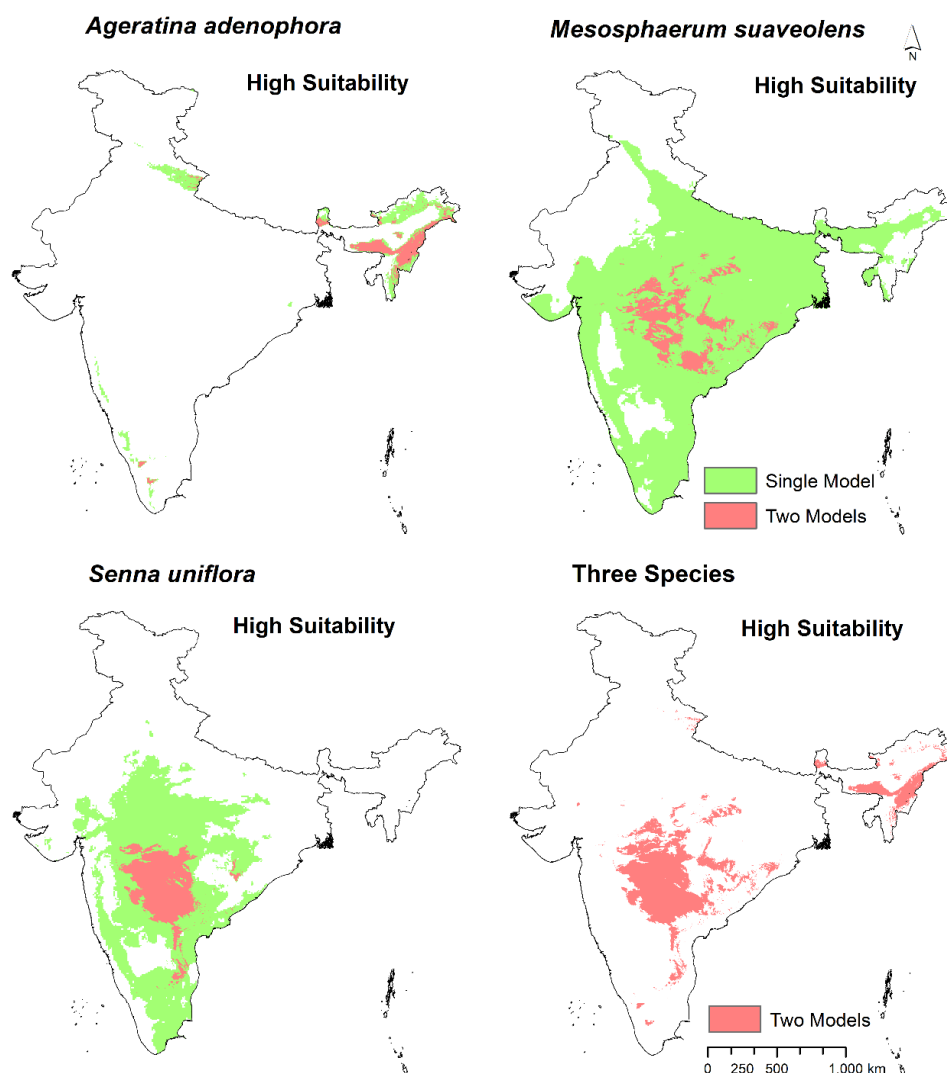 Ageratina adenophora
Mesosphaerum suaveolens
N
High Suitability
High Suitability
Single Model
Two Models
Senna uniflora
Three Species
High Suitability
High Suitability
Two Models
0 250 500 1,000 km